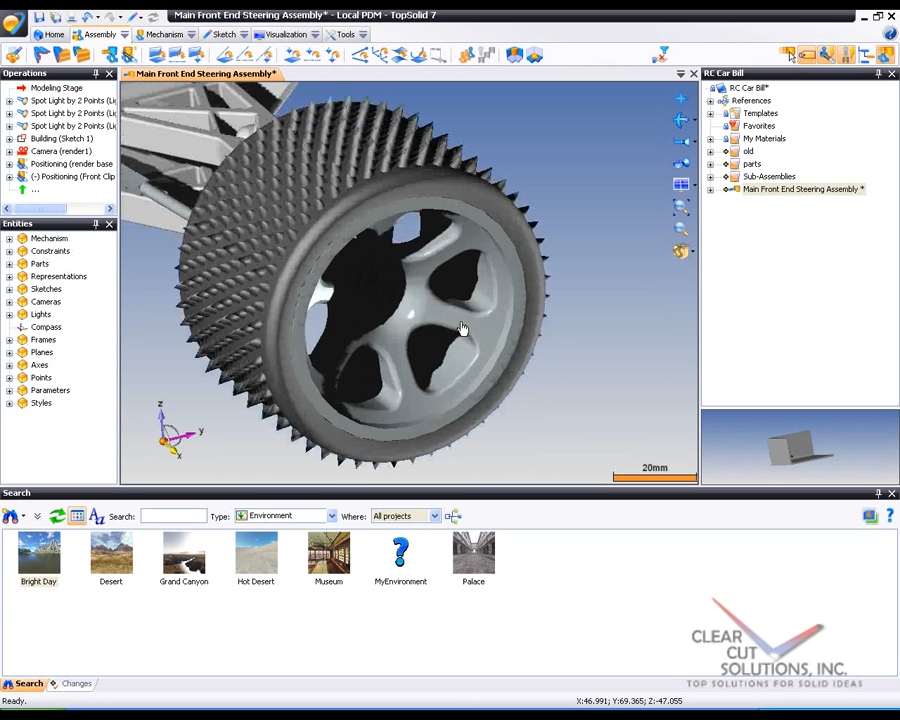 Main Front End Steering Assembly* - Local PDM - TopSolid 7
Home Assembly Mechanism Sketch Visualization Tools
Operations
Main Front End Steering Assembly*
RC Car Bill
Modeling Stage
Spot Light by 2 Points (Li
Spot Light by 2 Points (Li
Spot Light by 2 Points (Li
Building (Sketch 1)
Camera (render1)
Positioning (render base
(-) Positioning (Front Clip
...
RC Car Bill*
References
Templates
Favorites
My Materials
old
parts
Sub-Assemblies
Main Front End Steering Assembly *
Entities
Mechanism
Constraints
Parts
Representations
Sketches
Cameras
Lights
Compass
Frames
Planes
Axes
Points
Parameters
Styles
z
y
x
20mm
Search
Search: Type: Environment Where: All projects
Bright Day Desert Grand Canyon Hot Desert Museum MyEnvironment Palace
CLEAR
CUT
SOLUTIONS, INC.
TOP SOLUTIONS FOR SOLID IDEAS
Search Changes
Ready. X:46.991; Y:69.365; Z:-47.055